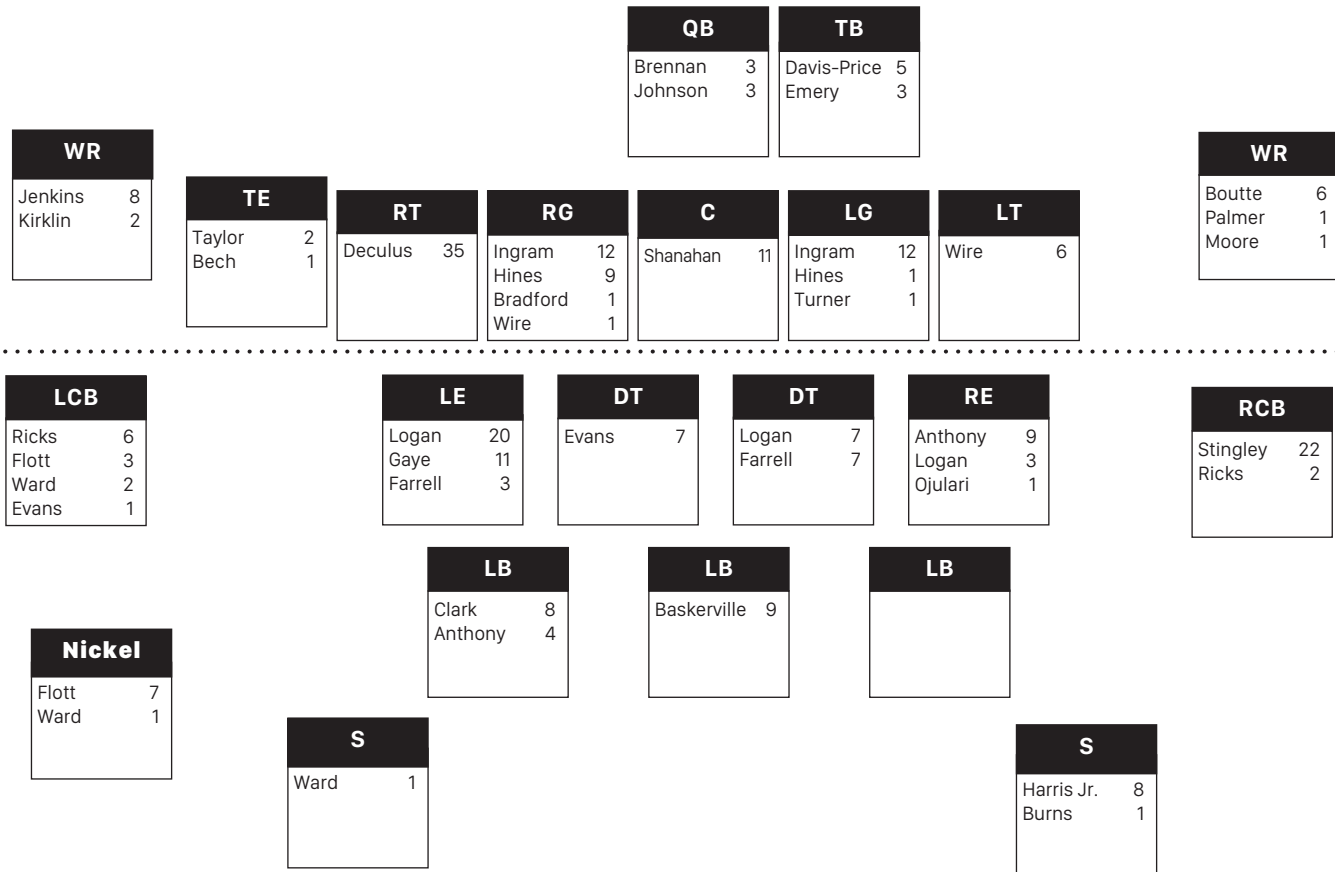 QB
Brennan 3
Johnson 3
TB
Davis-Price 5
Emery 3
WR
Jenkins 8
Kirklin 2
TE
Taylor 2
Bech 1
RT
Deculus 35
RG
Ingram 12
Hines 9
Bradford 1
Wire 1
C
Shanahan 11
LG
Ingram 12
Hines 1
Turner 1
LT
Wire 6
WR
Boutte 6
Palmer 1
Moore 1
LCB
Ricks 6
Flott 3
Ward 2
Evans 1
LE
Logan 20
Gaye 11
Farrell 3
DT
Evans 7
DT
Logan 7
Farrell 7
RE
Anthony 9
Logan 3
Ojulari 1
RCB
Stingley 22
Ricks 2
LB
Clark 8
Anthony 4
LB
Baskerville 9
LB
Nickel
Flott 7
Ward 1
S
Ward 1
S
Harris Jr. 8
Burns 1